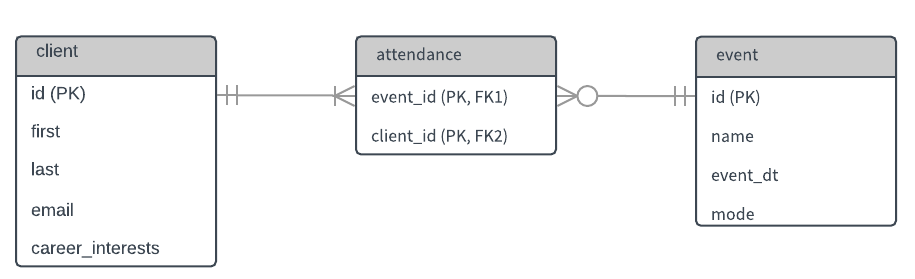 client
id (PK)
first
last
email
career_interests
attendance
event_id (PK, FK1)
client_id (PK, FK2)
event
id (PK)
name
event_dt
mode